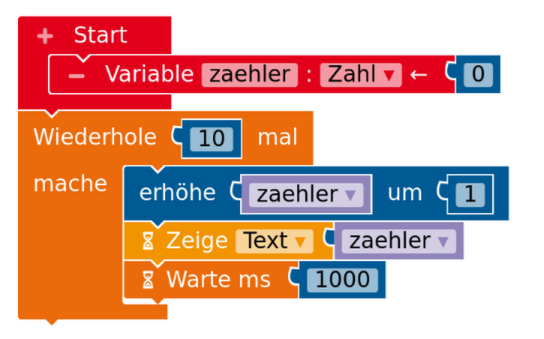 + Start
− Variable zaehler : Zahl ▾ ← 0
Wiederhole 10 mal
mache
erhöhe zaehler ▾ um 1
Zeige Text ▾ zaehler ▾
Warte ms 1000